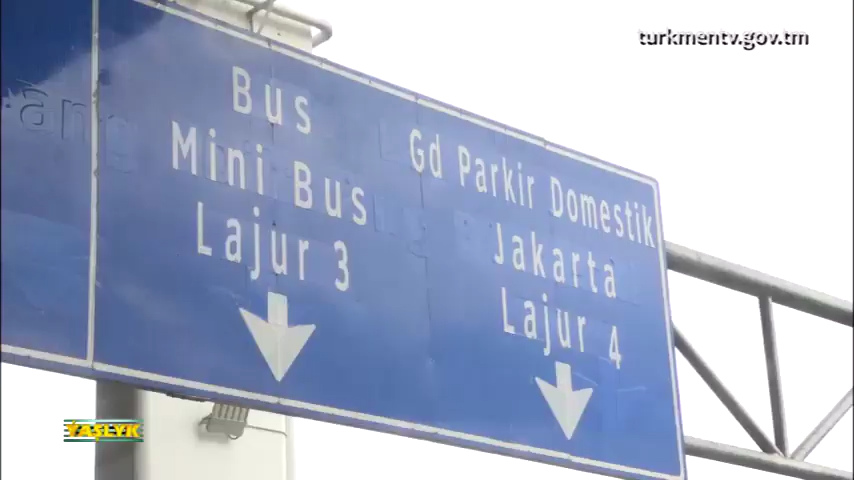 turkmentv.gov.tm
Bus
Mini Bus
Lajur 3
Gd Parkir Domestik
Jakarta
Lajur 4
ÝAŞLYK